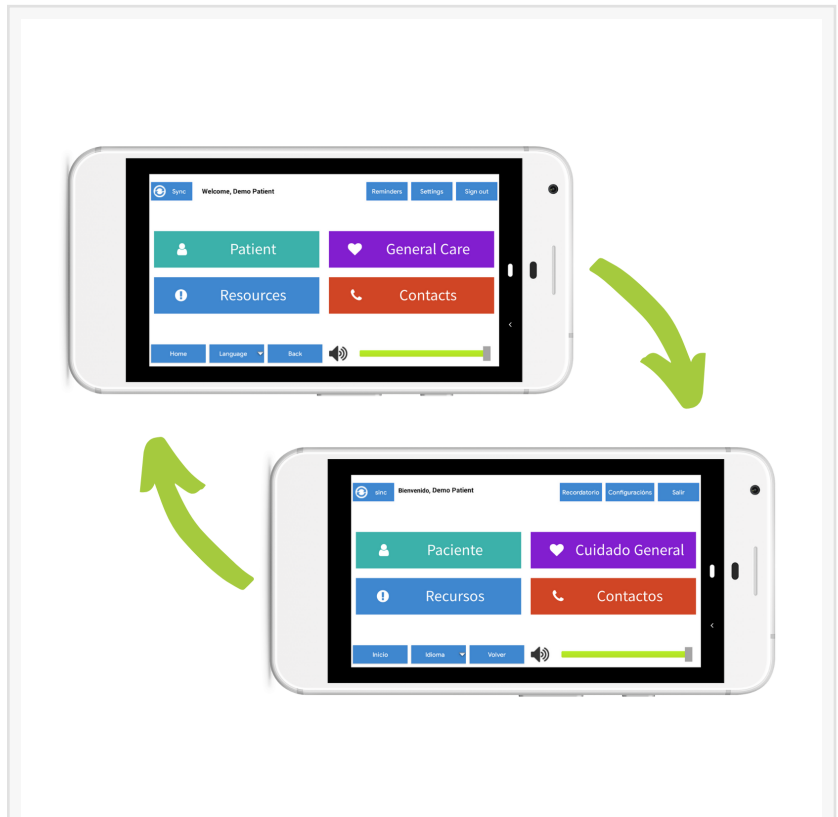 Sync Welcome, Demo Patient Reminders Settings Sign out
Patient General Care
Resources Contacts
Home Language Back
sinc Bienvenido, Demo Patient Recordatorio Configuracións Salir
Paciente Cuidado General
Recursos Contactos
Inicio Idioma Volver